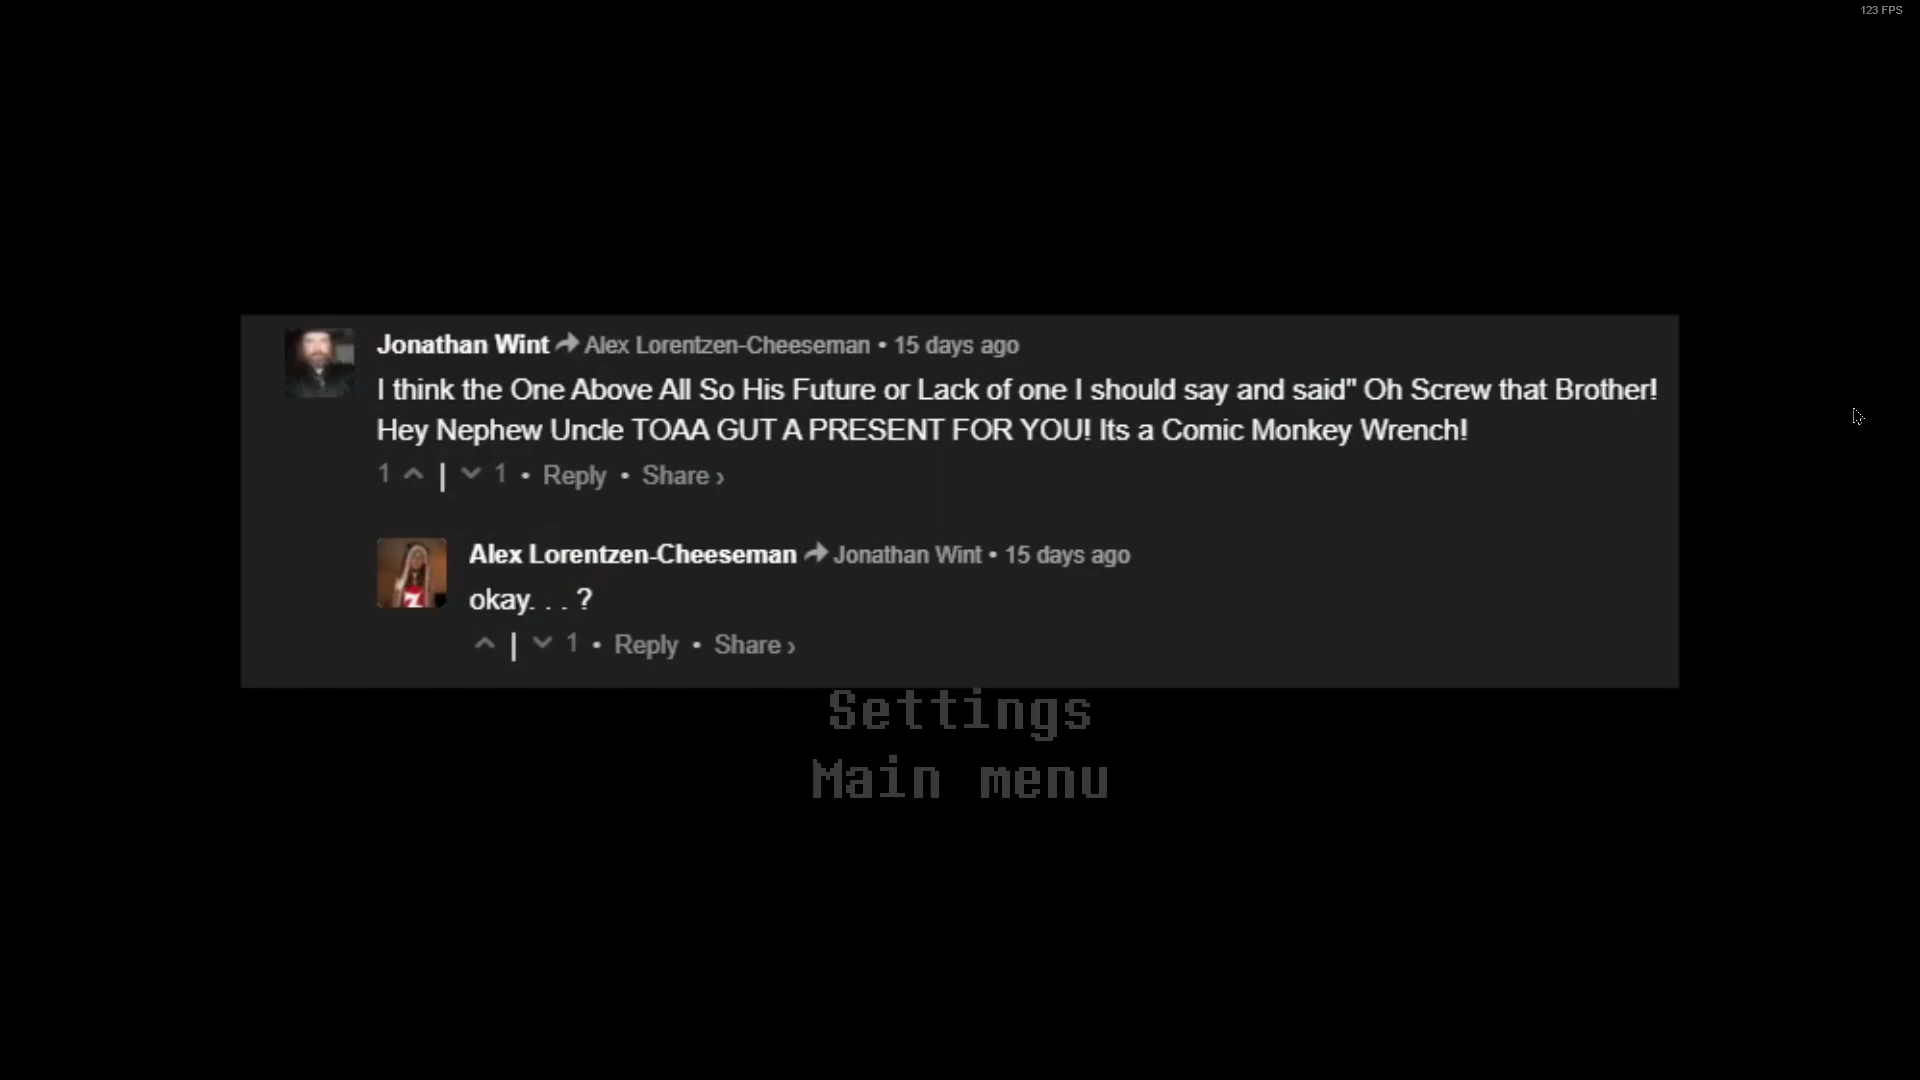 123 FPS
Jonathan Wint Alex Lorentzen-Cheeseman • 15 days ago
I think the One Above All So His Future or Lack of one I should say and said" Oh Screw that Brother!
Hey Nephew Uncle TOAA GUT A PRESENT FOR YOU! Its a Comic Monkey Wrench!
1 | 1 • Reply • Share ›
Alex Lorentzen-Cheeseman Jonathan Wint • 15 days ago
okay. . . ?
| 1 • Reply • Share ›
Settings
Main menu